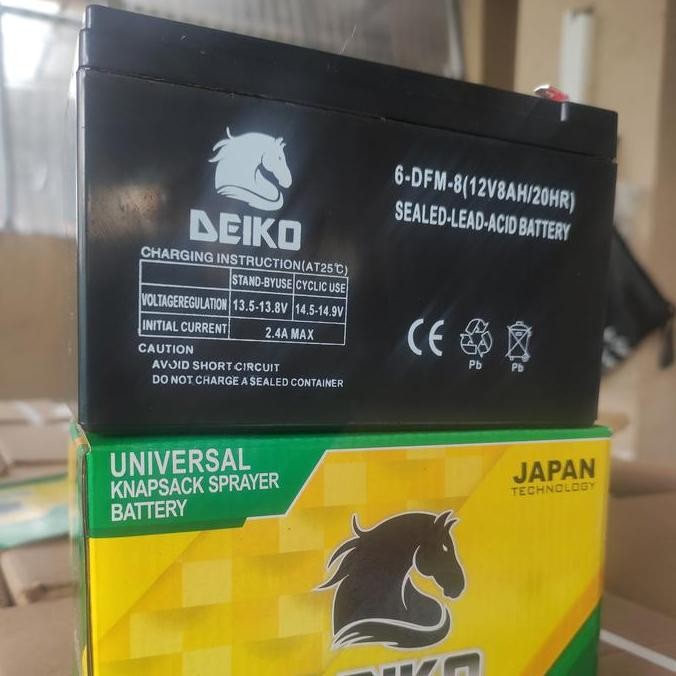 DEIKO
6-DFM-8(12V8AH/20HR)
SEALED-LEAD-ACID BATTERY
CHARGING INSTRUCTION(AT25℃)
STAND-BYUSE CYCLIC USE
VOLTAGEREGULATION 13.5-13.8V 14.5-14.9V
INITIAL CURRENT 2.4A MAX
CAUTION
AVOID SHORT CIRCUIT
DO NOT CHARGE A SEALED CONTAINER
CE
Pb Pb
UNIVERSAL
KNAPSACK SPRAYER
BATTERY
JAPAN
TECHNOLOGY
DEIKO